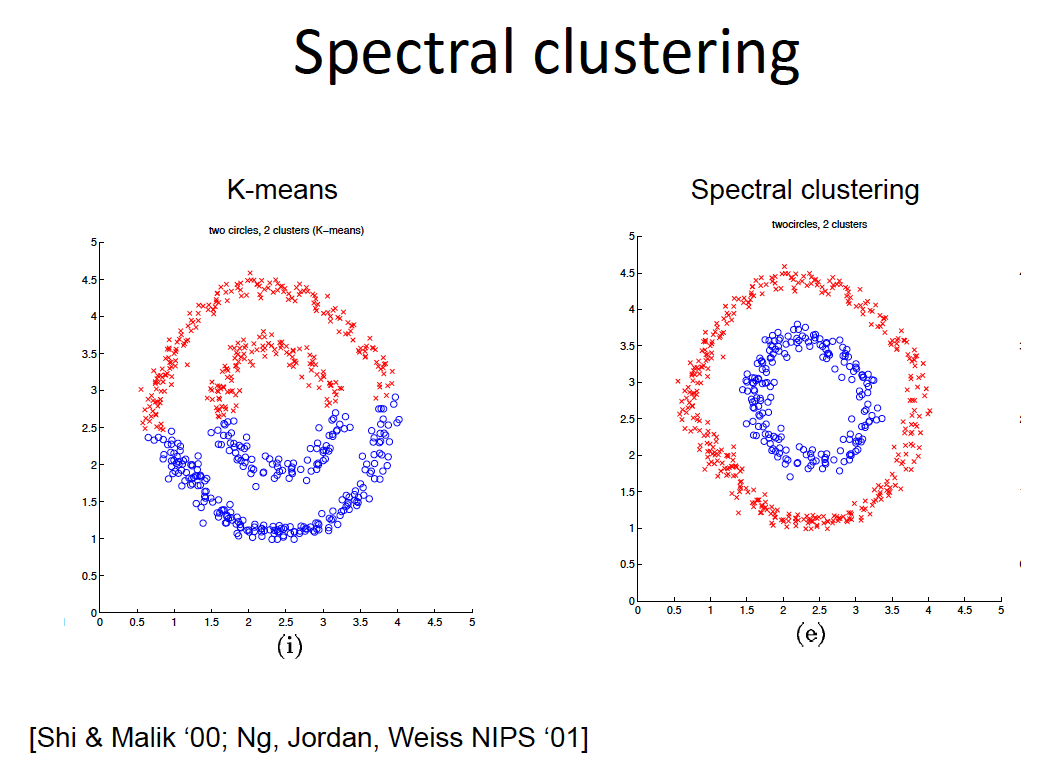 Spectral clustering
K-means
two circles, 2 clusters (K−means)
5
4.5
4
3.5
3
2.5
2
1.5
1
0.5
0
0 0.5 1 1.5 2 2.5 3 3.5 4 4.5 5
(i)
Spectral clustering
twocircles, 2 clusters
5
4.5
4
3.5
3
2.5
2
1.5
1
0.5
0
0 0.5 1 1.5 2 2.5 3 3.5 4 4.5 5
(e)
[Shi & Malik ‘00; Ng, Jordan, Weiss NIPS ‘01]